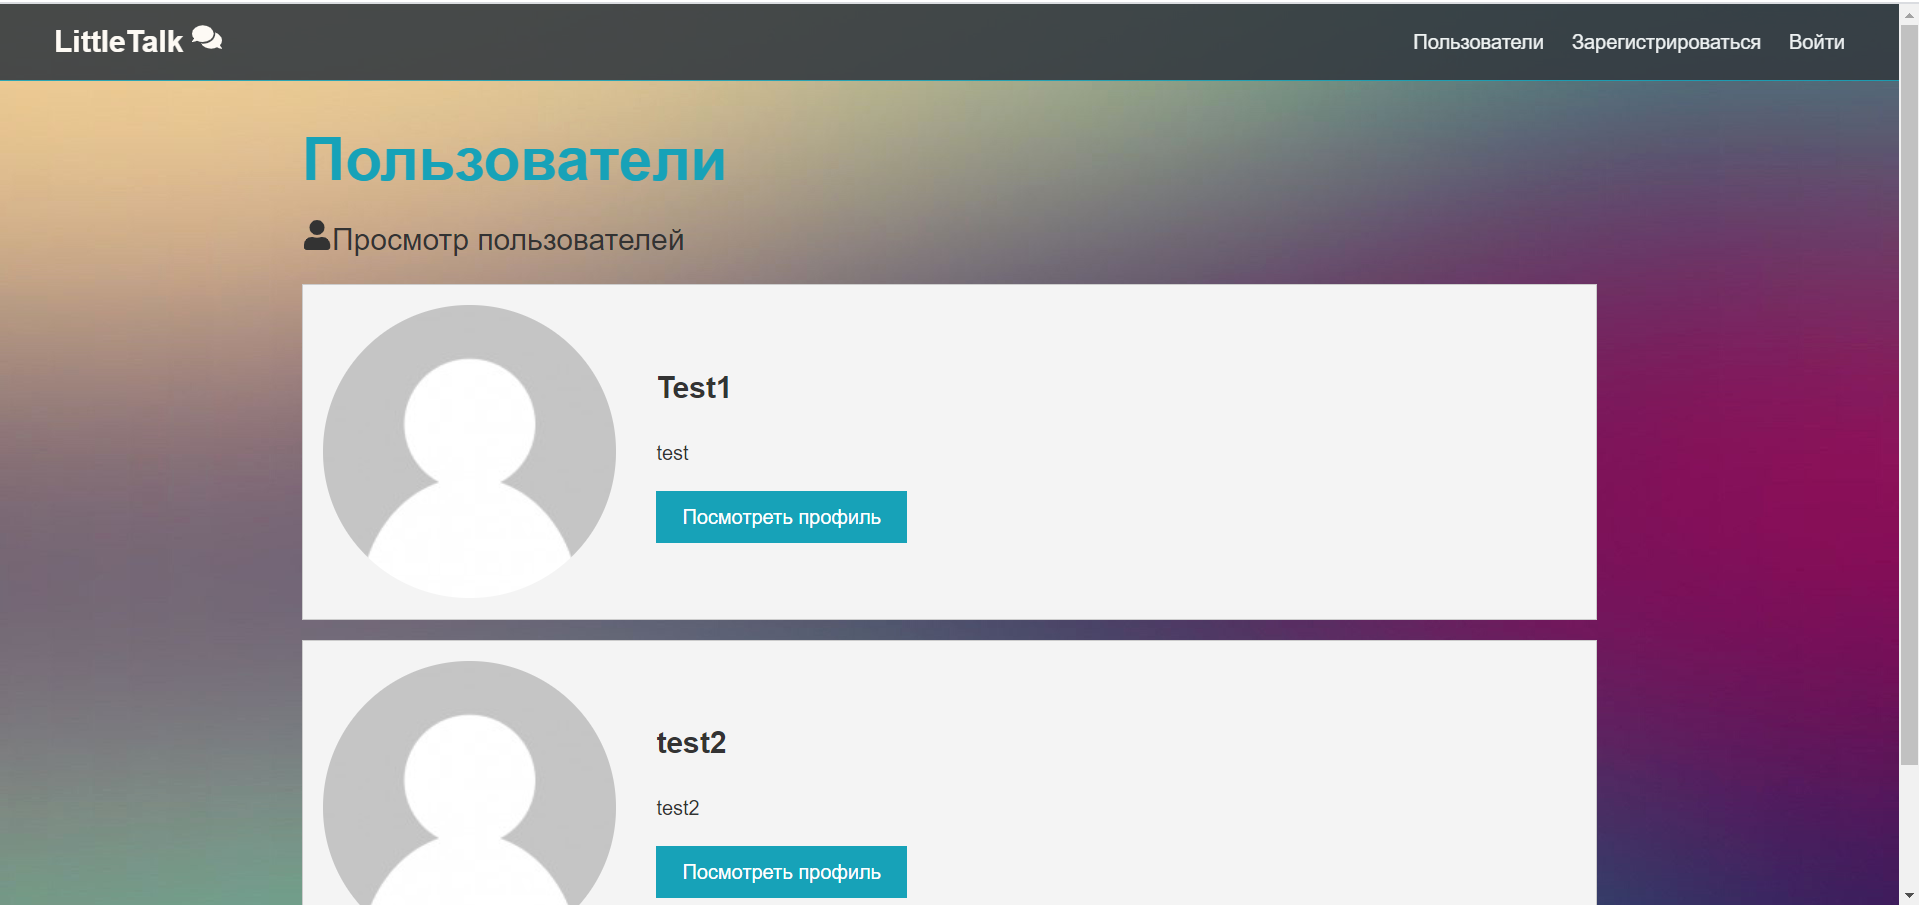 LittleTalk
Пользователи Зарегистрироваться Войти
Пользователи
Просмотр пользователей
Test1
test
Посмотреть профиль
test2
test2
Посмотреть профиль